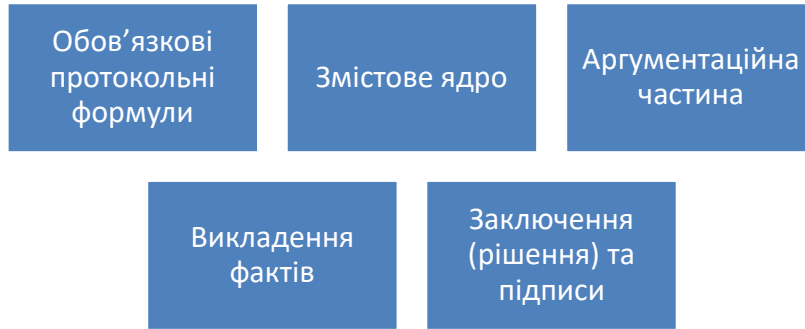 Обов’язкові
протокольні
формули
Змістове ядро
Аргументаційна
частина
Викладення
фактів
Заключення
(рішення) та
підписи